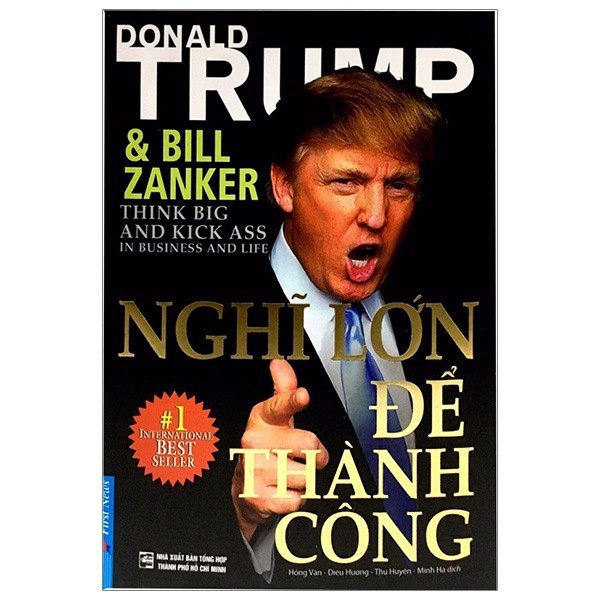 DONALD
TRUMP
& BILL
ZANKER
THINK BIG
AND KICK ASS
IN BUSINESS AND LIFE
NGHĨ LỚN
ĐỂ
THÀNH
CÔNG
#1
INTERNATIONAL
BEST
SELLER
First News
NHÀ XUẤT BẢN TỔNG HỢP
THÀNH PHỐ HỒ CHÍ MINH
Hồng Vân - Diệu Hương - Thu Huyền - Minh Hà dịch